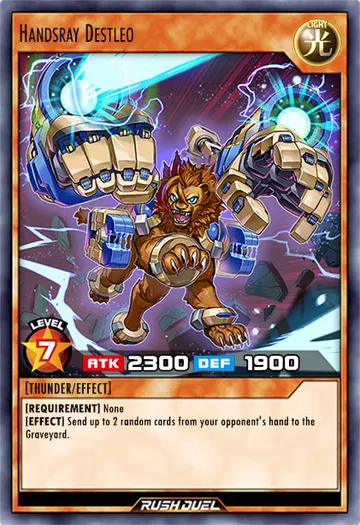 Handsray Destleo
LIGHT
光
LEVEL
7
ATK 2300 DEF 1900
[THUNDER/EFFECT]
[REQUIREMENT] None
[EFFECT] Send up to 2 random cards from your opponent's hand to the
Graveyard.
RUSH DUEL